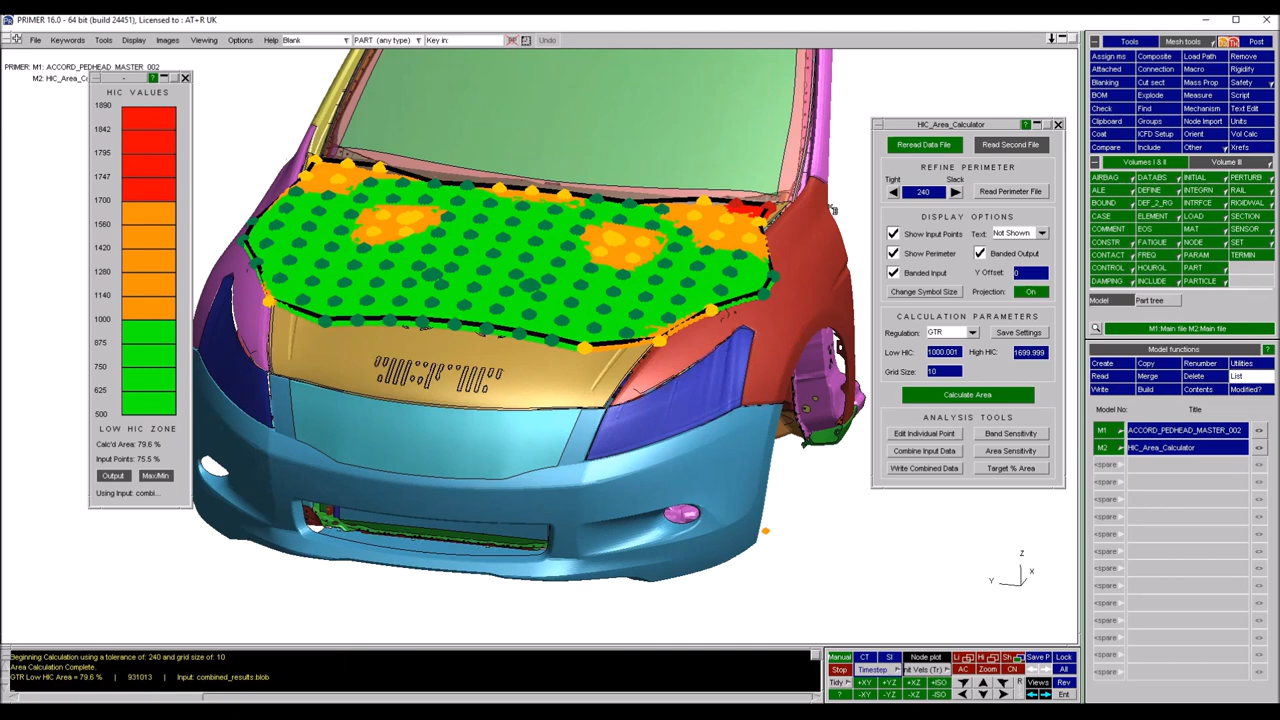 PRIMER 16.0 - 64 bit (build 24451), Licensed to : AT+R UK
File Keywords Tools Display Images Viewing Options Help Blank PART (any type) Key in: Undo
PRIMER: M1: ACCORD_PEDHEAD_MASTER_002
M2: HIC_Area_C
HIC VALUES
1890
1842
1795
1747
1700
1560
1420
1280
1140
1000
875
750
625
500
LOW HIC ZONE
Calc'd Area: 79.6 %
Input Points: 75.5 %
Output Max/Min
Using Input: combi...
HIC_Area_Calculator
Reread Data File Read Second File
REFINE PERIMETER
Tight Slack
240 Read Perimeter File
DISPLAY OPTIONS
Show Input Points Text: Not Shown
Show Perimeter Banded Output
Banded Input Y Offset: 0
Change Symbol Size Projection: On
CALCULATION PARAMETERS
Regulation: GTR Save Settings
Low HIC: 1000.001 High HIC: 1699.999
Grid Size: 10
Calculate Area
ANALYSIS TOOLS
Edit Individual Point Band Sensitivity
Combine Input Data Area Sensitivity
Write Combined Data Target % Area
Z
X
Y
Tools Mesh tools Post
Assign ms Composite Load Path Remove
Attached Connection Macro Rigidify
Blanking Cut sect Mass Prop Safety
BOM Explode Measure Script
Check Find Mechanism Text Edit
Clipboard Groups Node Import Units
Coat ICFD Setup Orient Vol Calc
Compare Include Other Xrefs
Volumes I & II Volume III
AIRBAG DATABS INITIAL PERTURB
ALE DEFINE INTEGRN RAIL
BOUND DEF_2_RG INTRFCE RIGIDWAL
CASE ELEMENT LOAD SECTION
COMMENT EOS MAT SENSOR
CONSTR FATIGUE NODE SET
CONTACT FREQ PARAM TERMIN
CONTROL HOURGL PART
DAMPING INCLUDE PARTICLE
Model Part tree
M1:Main file M2:Main file
Model functions
Create Copy Renumber Utilities
Read Merge Delete List
Write Build Contents Modified?
Model No: Title
M1 ACCORD_PEDHEAD_MASTER_002 <>
M2 HIC_Area_Calculator <>
<spare <>
<spare <>
<spare <>
<spare <>
<spare <>
<spare <>
<spare <>
<spare <>
<spare <>
<spare <>
<spare <>
<spare <>
<spare <>
Beginning Calculation using a tolerance of: 240 and grid size of: 10
Area Calculation Complete.
GTR Low HIC Area = 79.6 % | 931013 | Input: combined_results.blob
Manual CT SI Node plot Li Hi Sh Save P Lock
Stop Timestep nit Vels (Tr) AC Zoom CN All
Tidy +XY +YZ +XZ +ISO R Views Rev
? -XY -YZ -XZ -ISO Ent